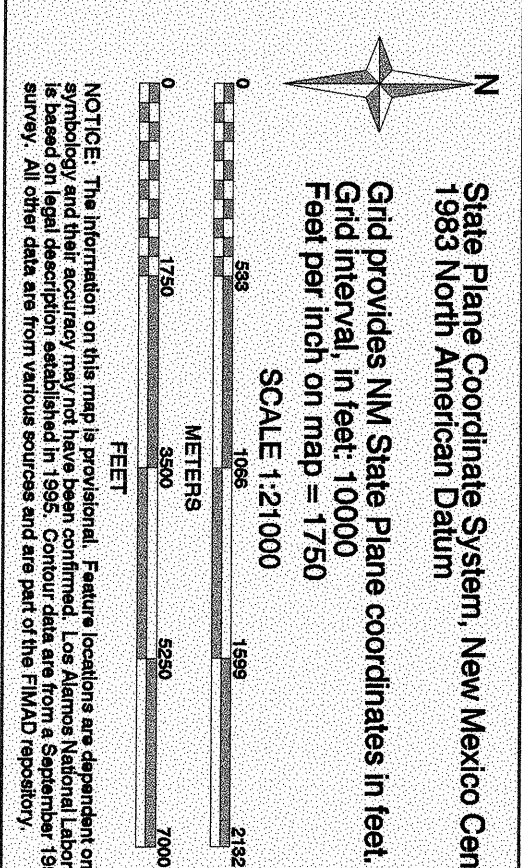 N
State Plane Coordinate System, New Mexico Cen
1983 North American Datum
Grid provides NM State Plane coordinates in feet.
Grid interval, in feet: 10000
Feet per inch on map = 1750
SCALE 1:21000
0 533 1066 1599 2132
METERS
0 1750 3500 5250 7000
FEET
NOTICE: The information on this map is provisional. Feature locations are dependent on
symbology and their accuracy may not have been confirmed. Los Alamos National Labor
is based on legal description established in 1995. Contour data are from a September 19
survey. All other data are from various sources and are part of the FIMAD repository.